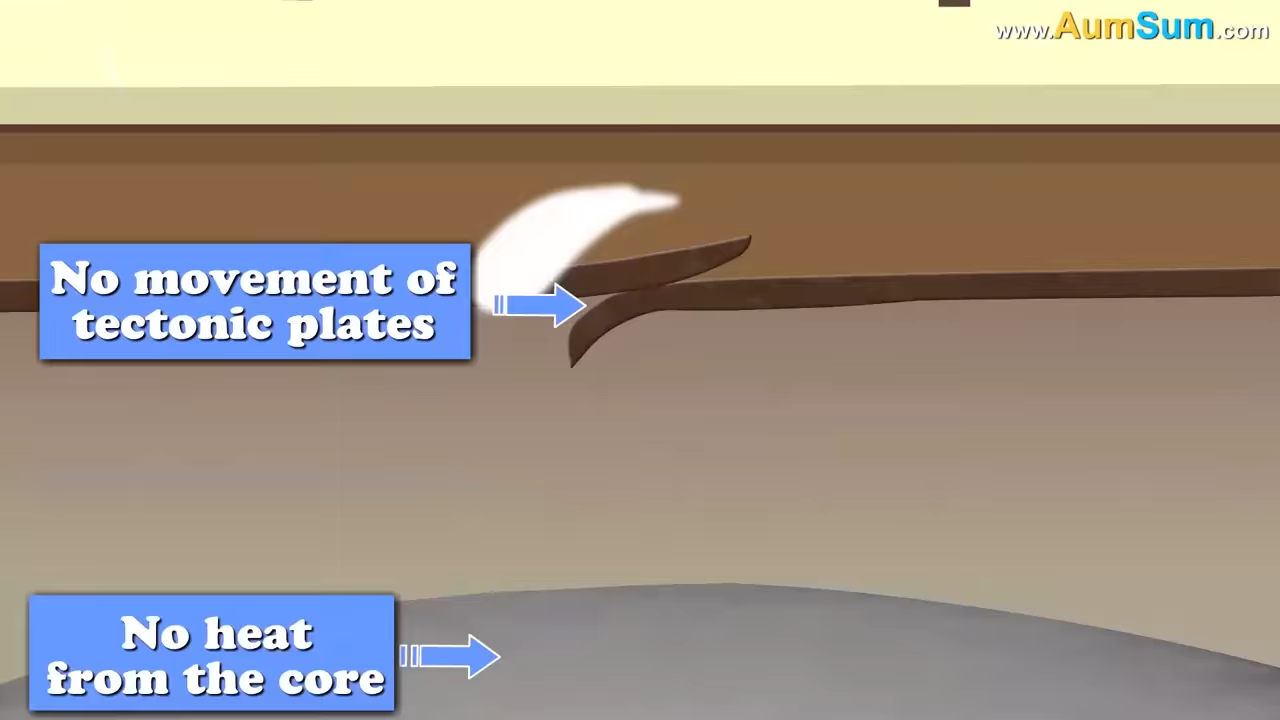 www.AumSum.com
No movement of
tectonic plates
No heat
from the core